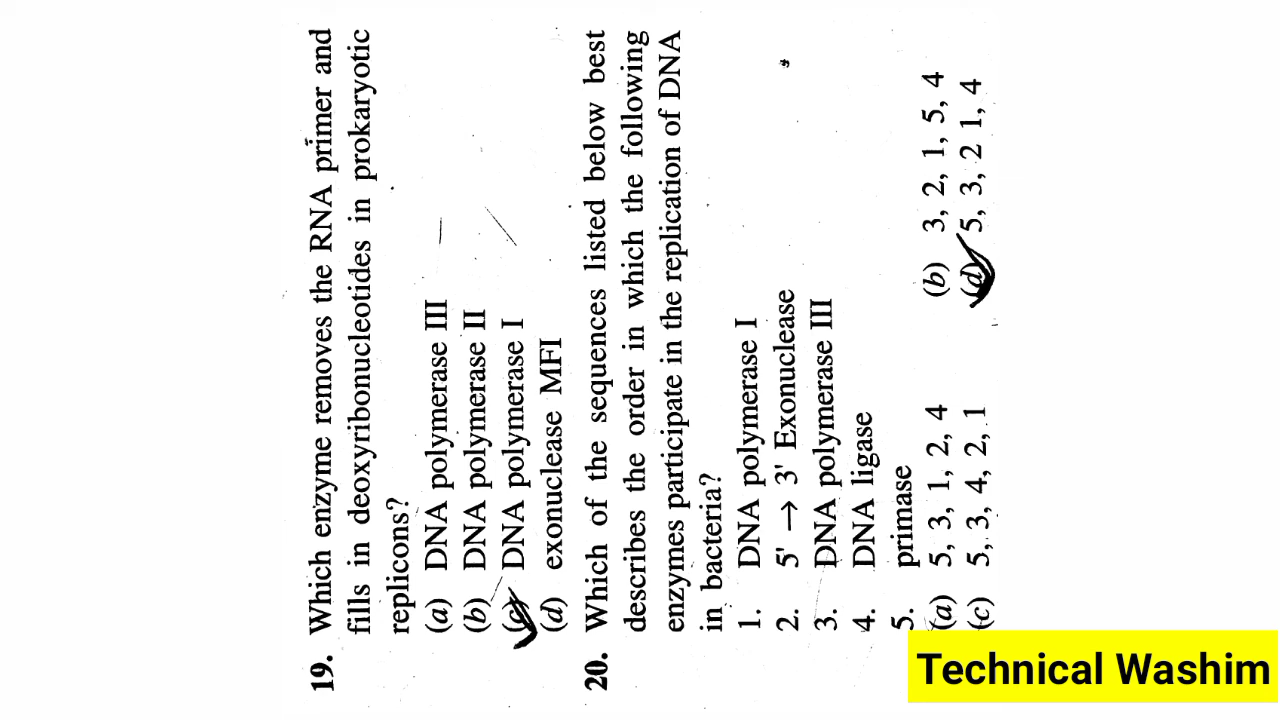 19. Which enzyme removes the RNA primer and
fills in deoxyribonucleotides in prokaryotic
replicons?
(a) DNA polymerase III
(b) DNA polymerase II
(c) DNA polymerase I
(d) exonuclease MFI
20. Which of the sequences listed below best
describes the order in which the following
enzymes participate in the replication of DNA
in bacteria?
1. DNA polymerase I
2. 5' → 3' Exonuclease
3. DNA polymerase III
4. DNA ligase
5. primase
(a) 5, 3, 1, 2, 4 (b) 3, 2, 1, 5, 4
(c) 5, 3, 4, 2, 1 (d) 5, 3, 2 1, 4
Technical Washim